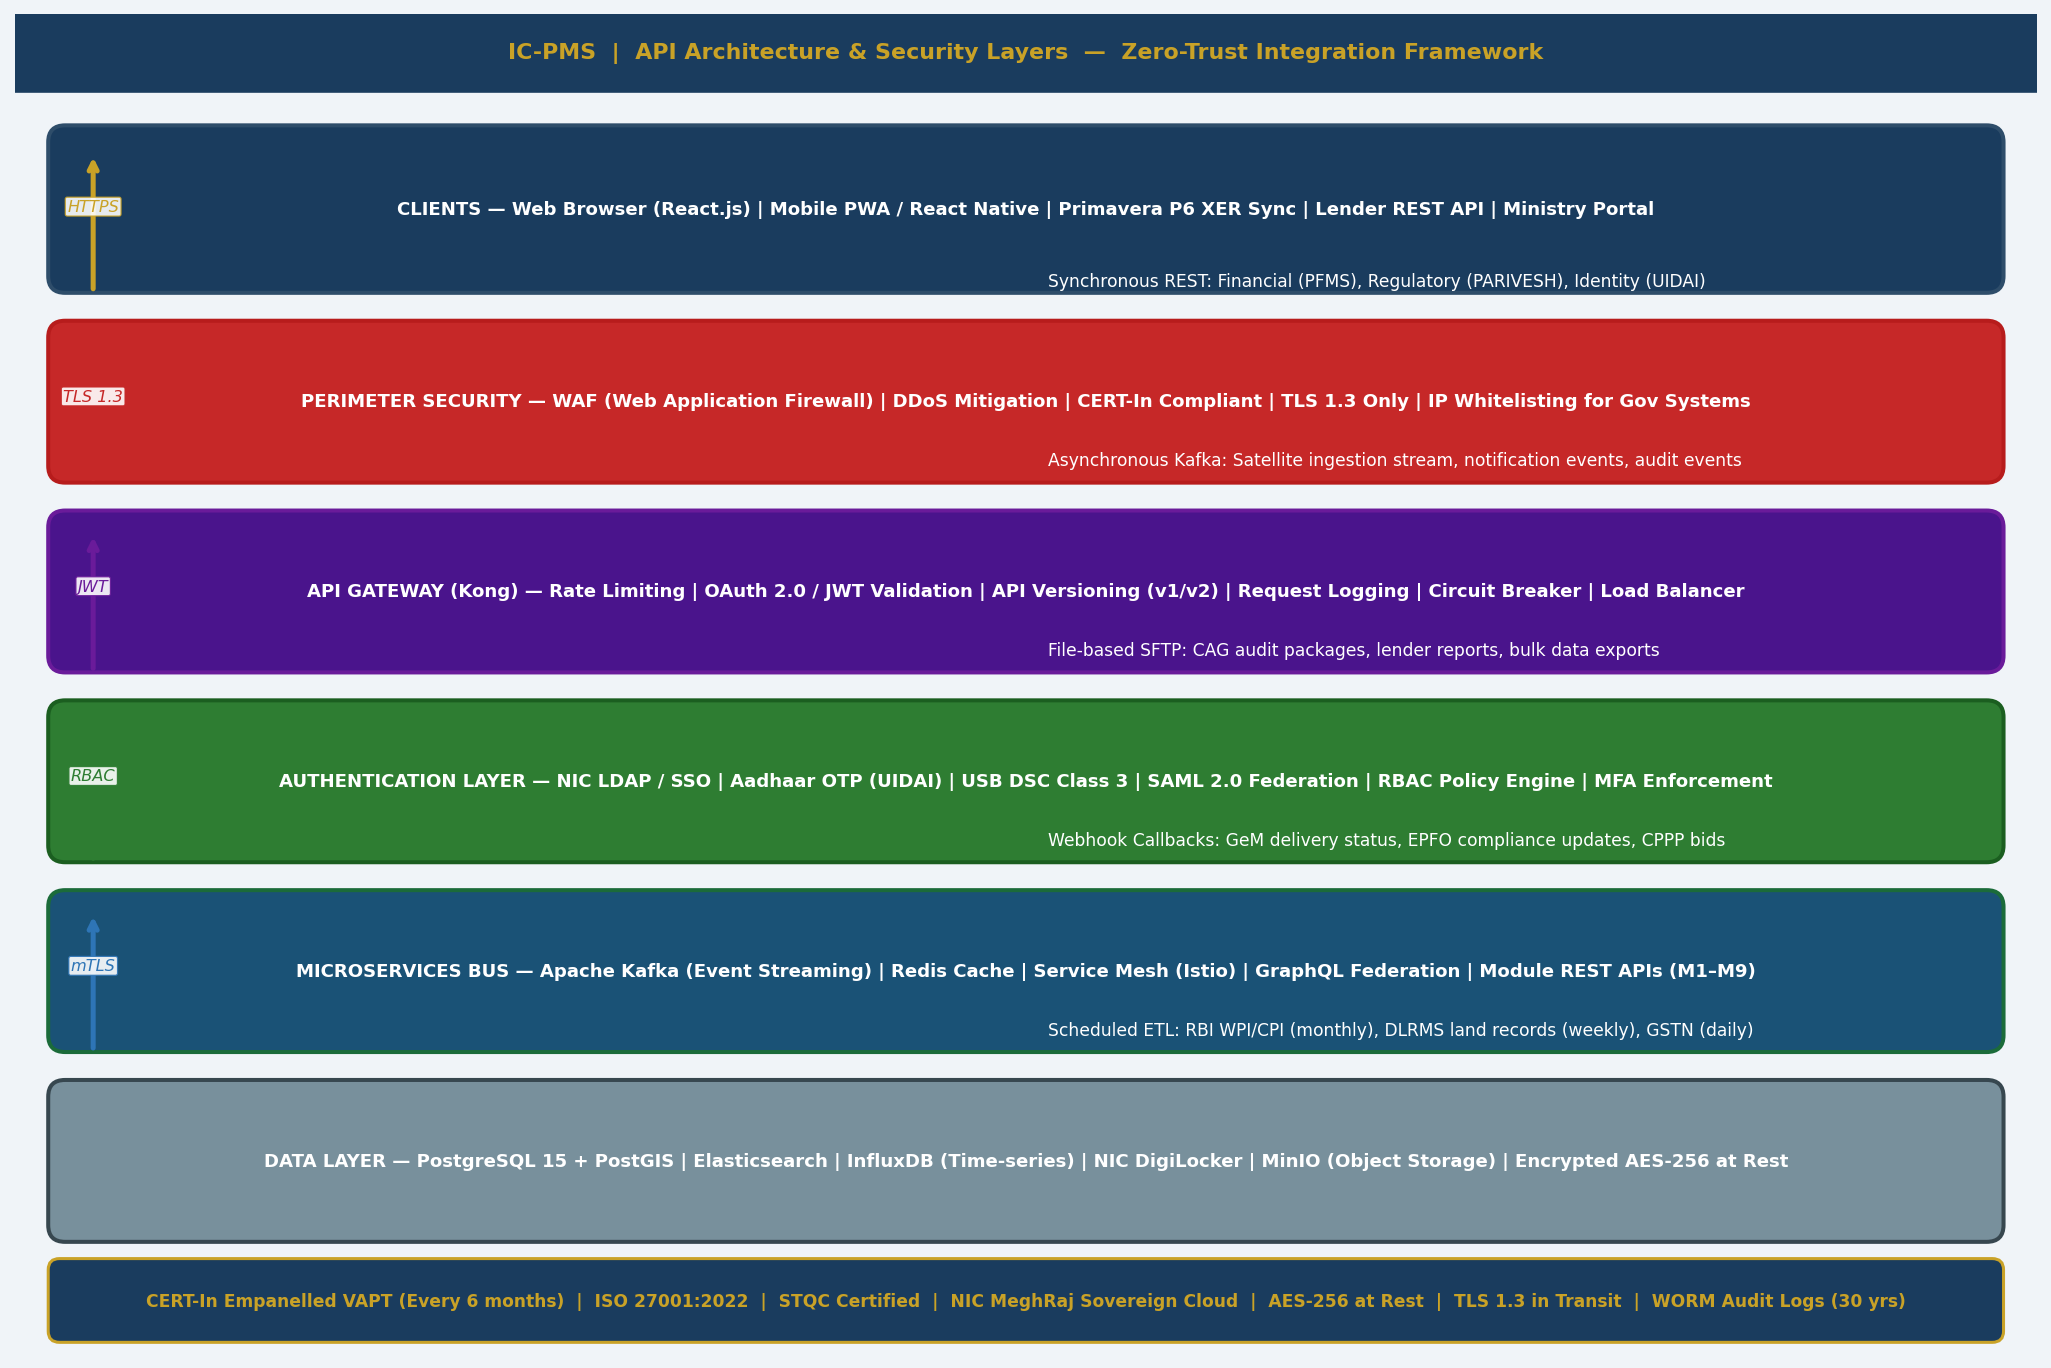 IC-PMS | API Architecture & Security Layers — Zero-Trust Integration Framework
HTTPS
CLIENTS — Web Browser (React.js) | Mobile PWA / React Native | Primavera P6 XER Sync | Lender REST API | Ministry Portal
Synchronous REST: Financial (PFMS), Regulatory (PARIVESH), Identity (UIDAI)
TLS 1.3
PERIMETER SECURITY — WAF (Web Application Firewall) | DDoS Mitigation | CERT-In Compliant | TLS 1.3 Only | IP Whitelisting for Gov Systems
Asynchronous Kafka: Satellite ingestion stream, notification events, audit events
JWT
API GATEWAY (Kong) — Rate Limiting | OAuth 2.0 / JWT Validation | API Versioning (v1/v2) | Request Logging | Circuit Breaker | Load Balancer
File-based SFTP: CAG audit packages, lender reports, bulk data exports
RBAC
AUTHENTICATION LAYER — NIC LDAP / SSO | Aadhaar OTP (UIDAI) | USB DSC Class 3 | SAML 2.0 Federation | RBAC Policy Engine | MFA Enforcement
Webhook Callbacks: GeM delivery status, EPFO compliance updates, CPPP bids
mTLS
MICROSERVICES BUS — Apache Kafka (Event Streaming) | Redis Cache | Service Mesh (Istio) | GraphQL Federation | Module REST APIs (M1–M9)
Scheduled ETL: RBI WPI/CPI (monthly), DLRMS land records (weekly), GSTN (daily)
DATA LAYER — PostgreSQL 15 + PostGIS | Elasticsearch | InfluxDB (Time-series) | NIC DigiLocker | MinIO (Object Storage) | Encrypted AES-256 at Rest
CERT-In Empanelled VAPT (Every 6 months) | ISO 27001:2022 | STQC Certified | NIC MeghRaj Sovereign Cloud | AES-256 at Rest | TLS 1.3 in Transit | WORM Audit Logs (30 yrs)